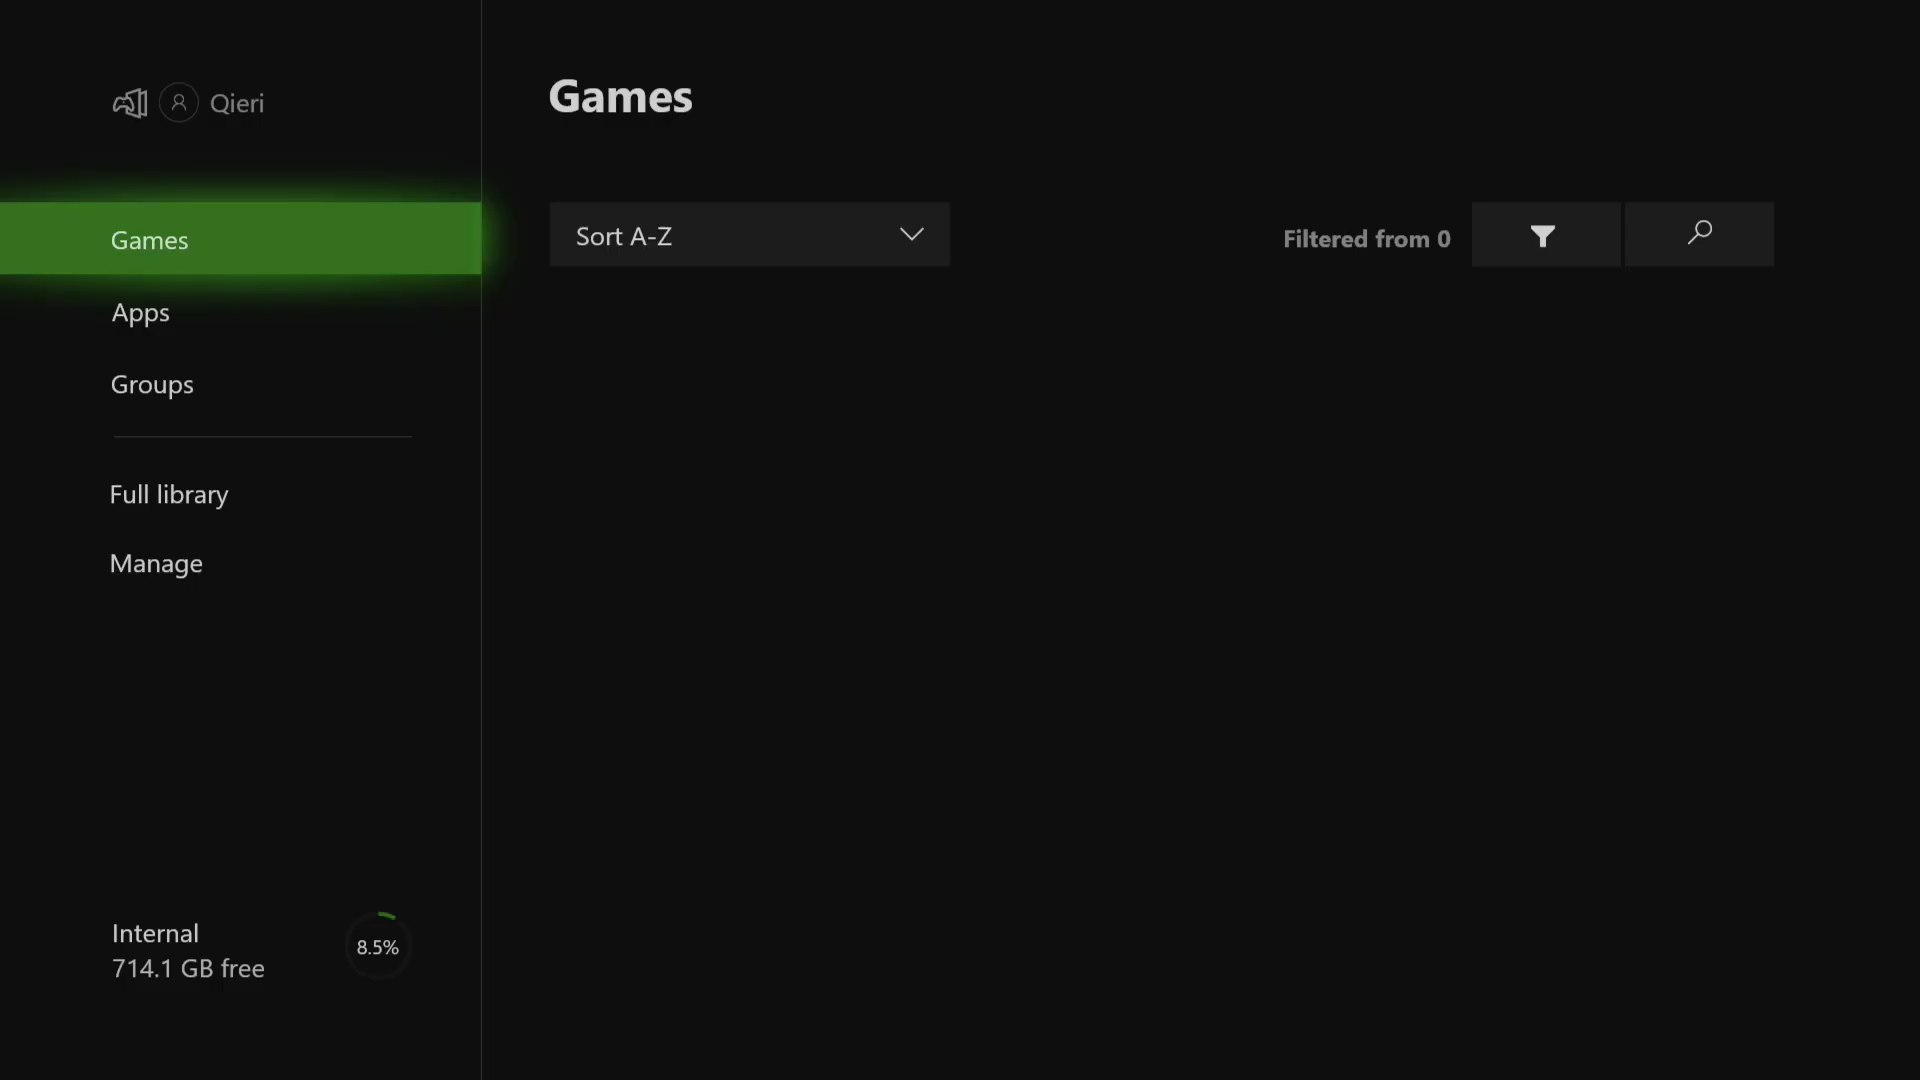 Qieri
Games
Apps
Groups
Full library
Manage
Internal
714.1 GB free
8.5%
Games
Sort A-Z
Filtered from 0